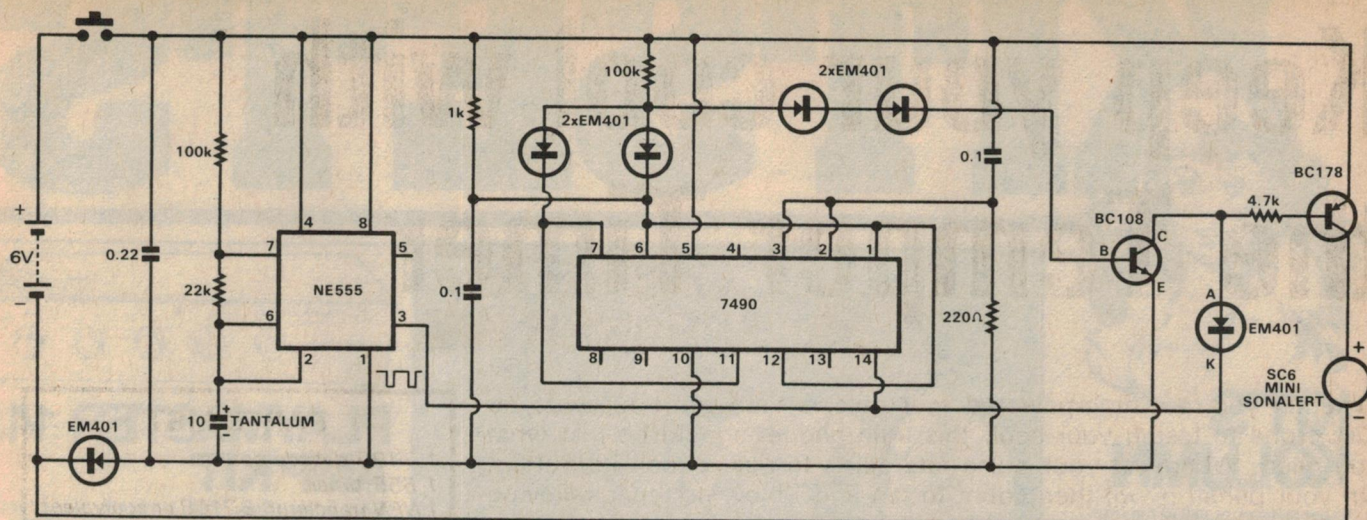 100k
2xEM401
2xEM401
1k
100k
0.1
BC178
4.7k
BC108
C
B
E
4
8
7
5
6V
+
−
0.22
NE555
22k
6
3
2
1
0.1
7
6
5
4
3
2
1
7490
8
9
10
11
12
13
14
220Ω
A
EM401
K
+
SC6
MINI
SONALERT
−
+
10
TANTALUM
EM401